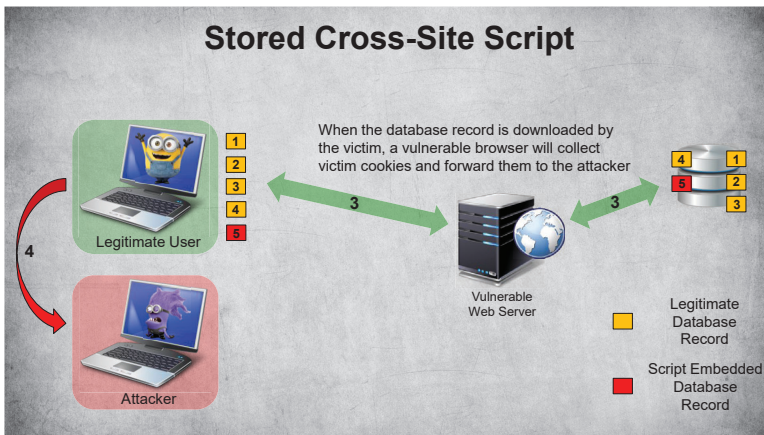 Stored Cross-Site Script
When the database record is downloaded by
the victim, a vulnerable browser will collect
victim cookies and forward them to the attacker
1
2
3
4
5
Legitimate User
4
Attacker
3
3
Vulnerable
Web Server
4
1
5
2
3
Legitimate
Database
Record
Script Embedded
Database
Record